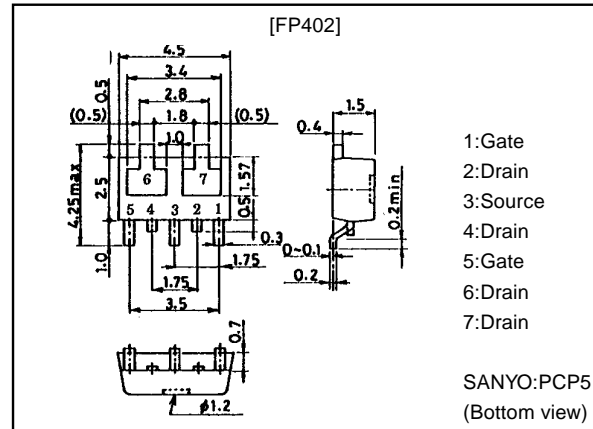 [FP402]
4.5
3.4
2.8
(0.5)
1.8
(0.5)
1.0
0.5
4.25max
2.5
1.0
6
7
1.57
0.5
5 4 3 2 1
0.3
1.75
1.75
3.5
1.5
0.4
0.2min
0~0.1
0.2
0.7
ϕ1.2
1:Gate
2:Drain
3:Source
4:Drain
5:Gate
6:Drain
7:Drain
SANYO:PCP5
(Bottom view)